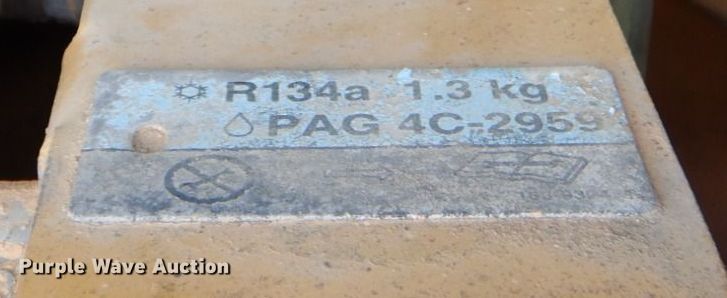 R134a 1.3 kg
PAG 4C-2959
Purple Wave Auction